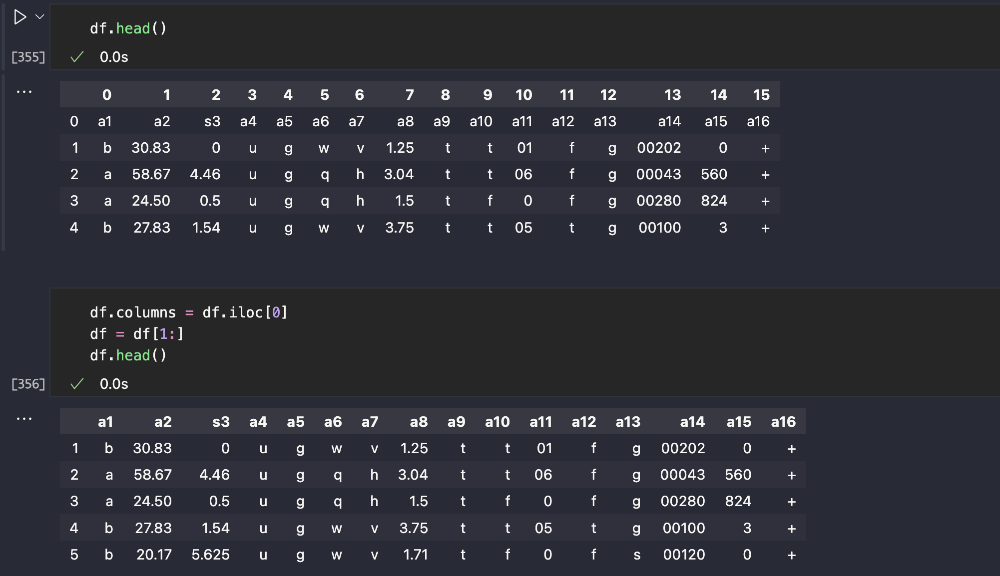 df.head()
[355] 0.0s
0 1 2 3 4 5 6 7 8 9 10 11 12 13 14 15
0 a1 a2 s3 a4 a5 a6 a7 a8 a9 a10 a11 a12 a13 a14 a15 a16
1 b 30.83 0 u g w v 1.25 t t 01 f g 00202 0 +
2 a 58.67 4.46 u g q h 3.04 t t 06 f g 00043 560 +
3 a 24.50 0.5 u g q h 1.5 t f 0 f g 00280 824 +
4 b 27.83 1.54 u g w v 3.75 t t 05 t g 00100 3 +
df.columns = df.iloc[0]
df = df[1:]
df.head()
[356] 0.0s
a1 a2 s3 a4 a5 a6 a7 a8 a9 a10 a11 a12 a13 a14 a15 a16
1 b 30.83 0 u g w v 1.25 t t 01 f g 00202 0 +
2 a 58.67 4.46 u g q h 3.04 t t 06 f g 00043 560 +
3 a 24.50 0.5 u g q h 1.5 t f 0 f g 00280 824 +
4 b 27.83 1.54 u g w v 3.75 t t 05 t g 00100 3 +
5 b 20.17 5.625 u g w v 1.71 t f 0 f s 00120 0 +